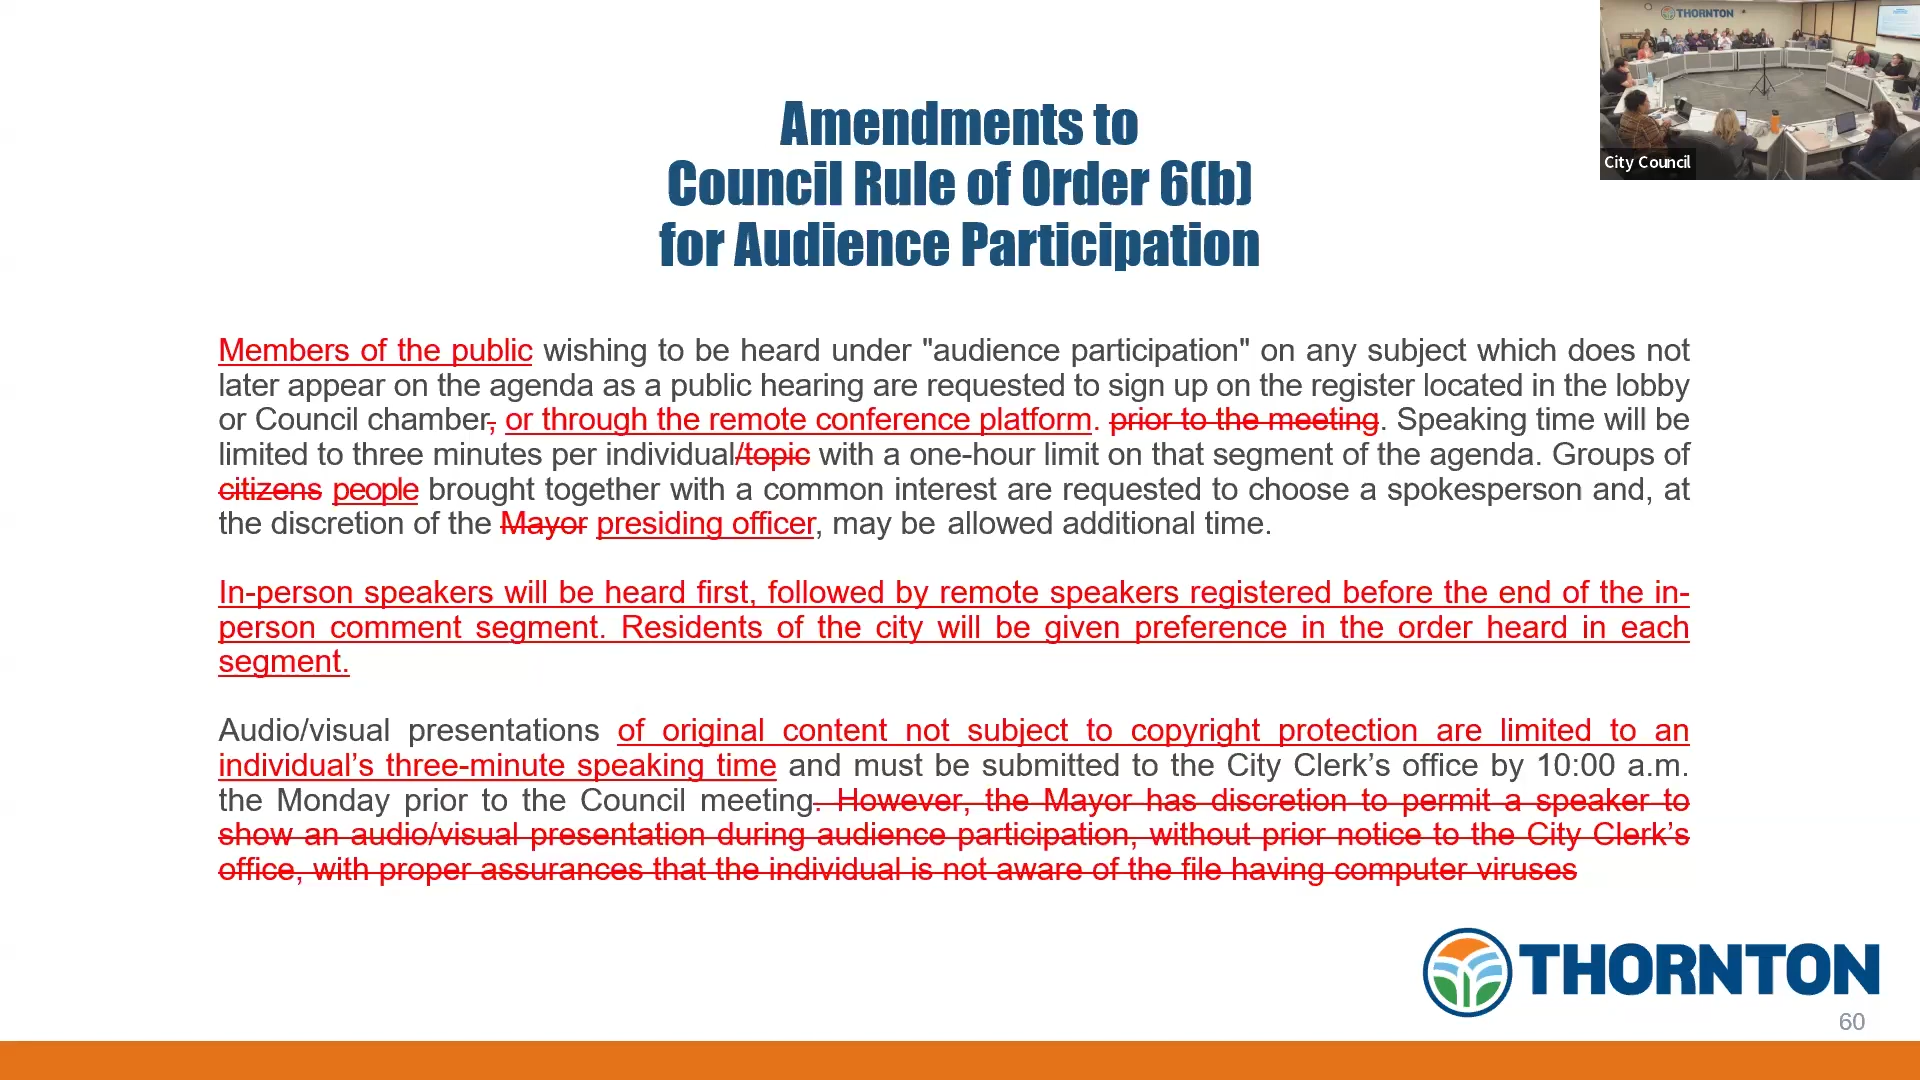 THORNTON
City Council
Amendments to
Council Rule of Order 6(b)
for Audience Participation
Members of the public wishing to be heard under "audience participation" on any subject which does not
later appear on the agenda as a public hearing are requested to sign up on the register located in the lobby
or Council chamber, or through the remote conference platform. prior to the meeting. Speaking time will be
limited to three minutes per individual/topic with a one-hour limit on that segment of the agenda. Groups of
citizens people brought together with a common interest are requested to choose a spokesperson and, at
the discretion of the Mayor presiding officer, may be allowed additional time.
In-person speakers will be heard first, followed by remote speakers registered before the end of the in-
person comment segment. Residents of the city will be given preference in the order heard in each
segment.
Audio/visual presentations of original content not subject to copyright protection are limited to an
individual’s three-minute speaking time and must be submitted to the City Clerk’s office by 10:00 a.m.
the Monday prior to the Council meeting. However, the Mayor has discretion to permit a speaker to
show an audio/visual presentation during audience participation, without prior notice to the City Clerk’s
office, with proper assurances that the individual is not aware of the file having computer viruses
THORNTON
60